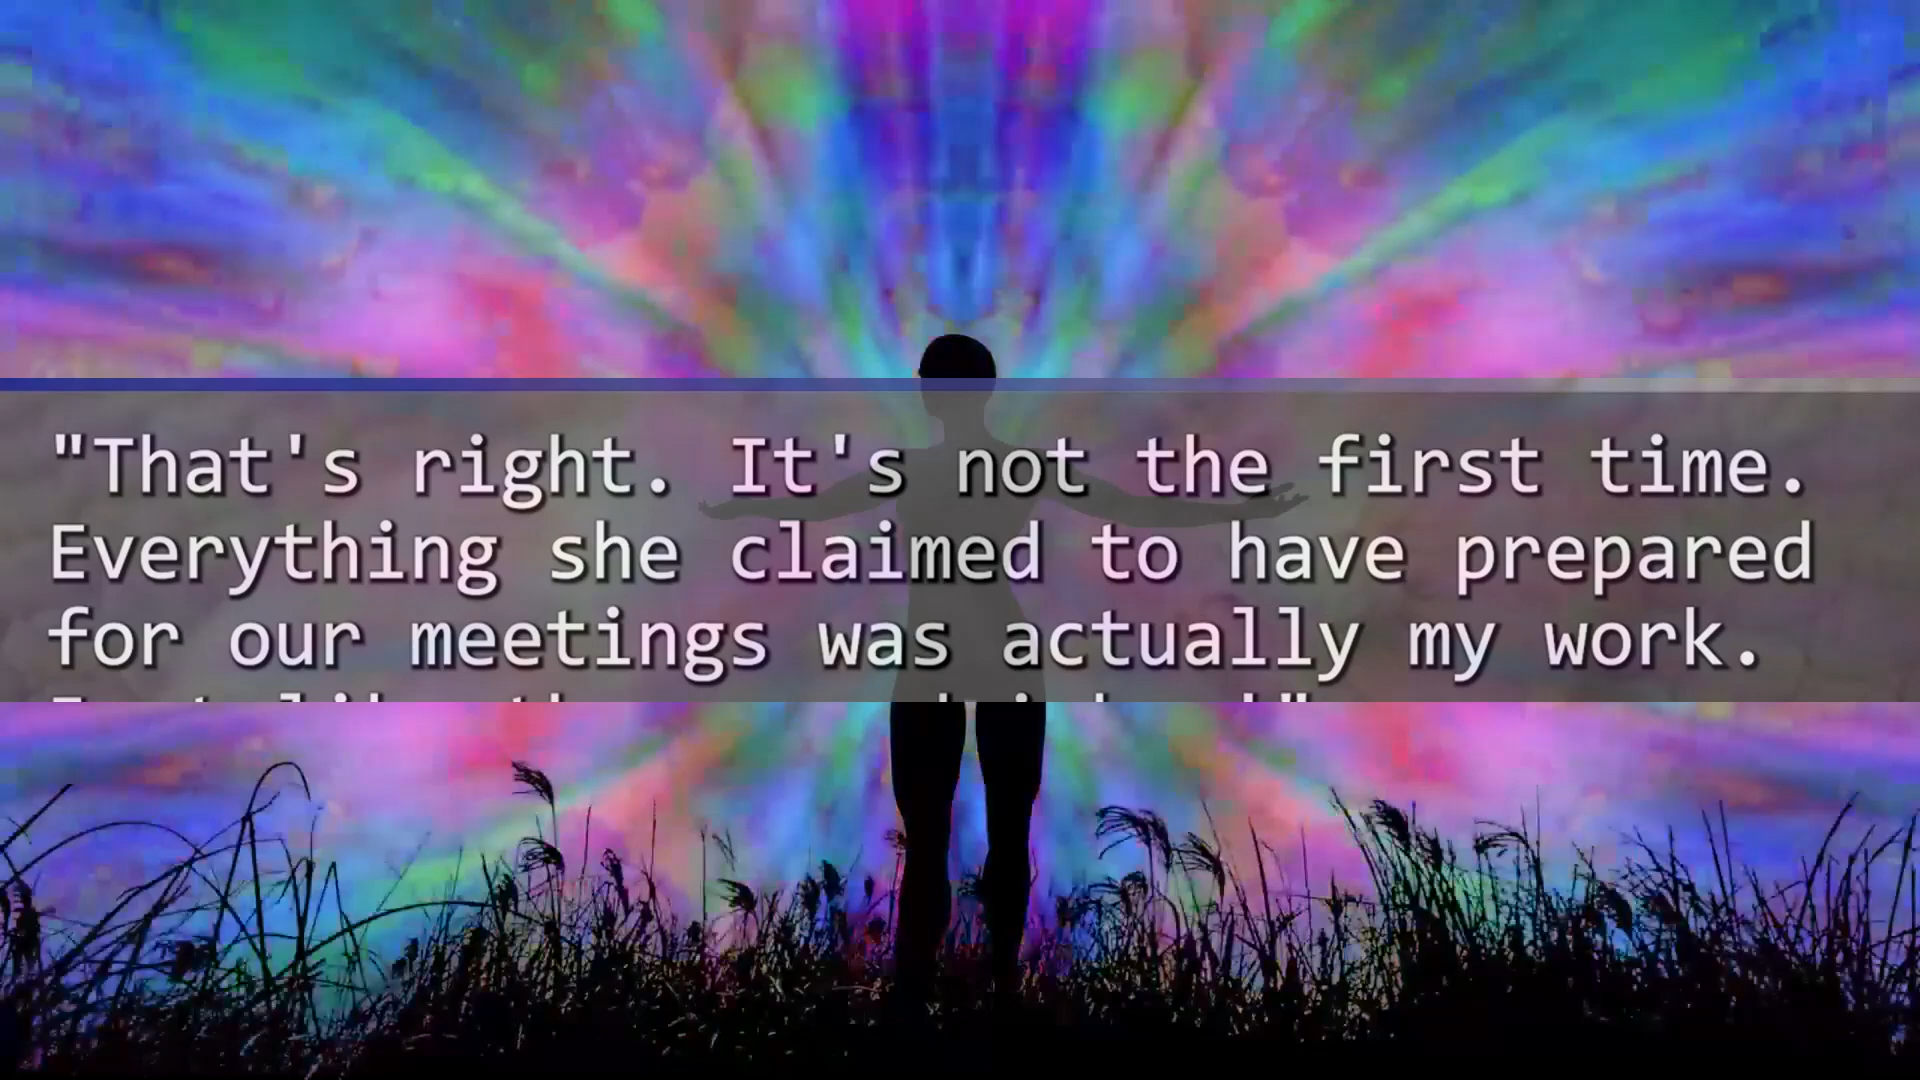 "That's right. It's not the first time.
Everything she claimed to have prepared
for our meetings was actually my work.